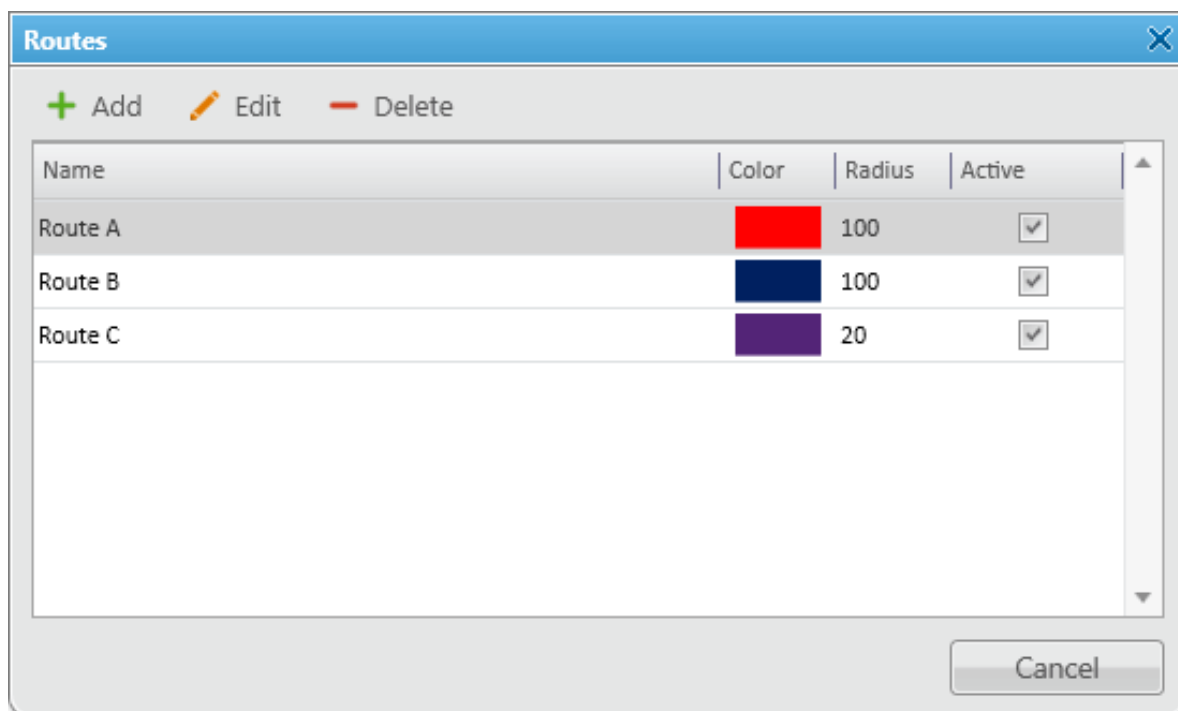 Routes
Add Edit Delete
Name Color Radius Active
Route A 100
Route B 100
Route C 20
Cancel